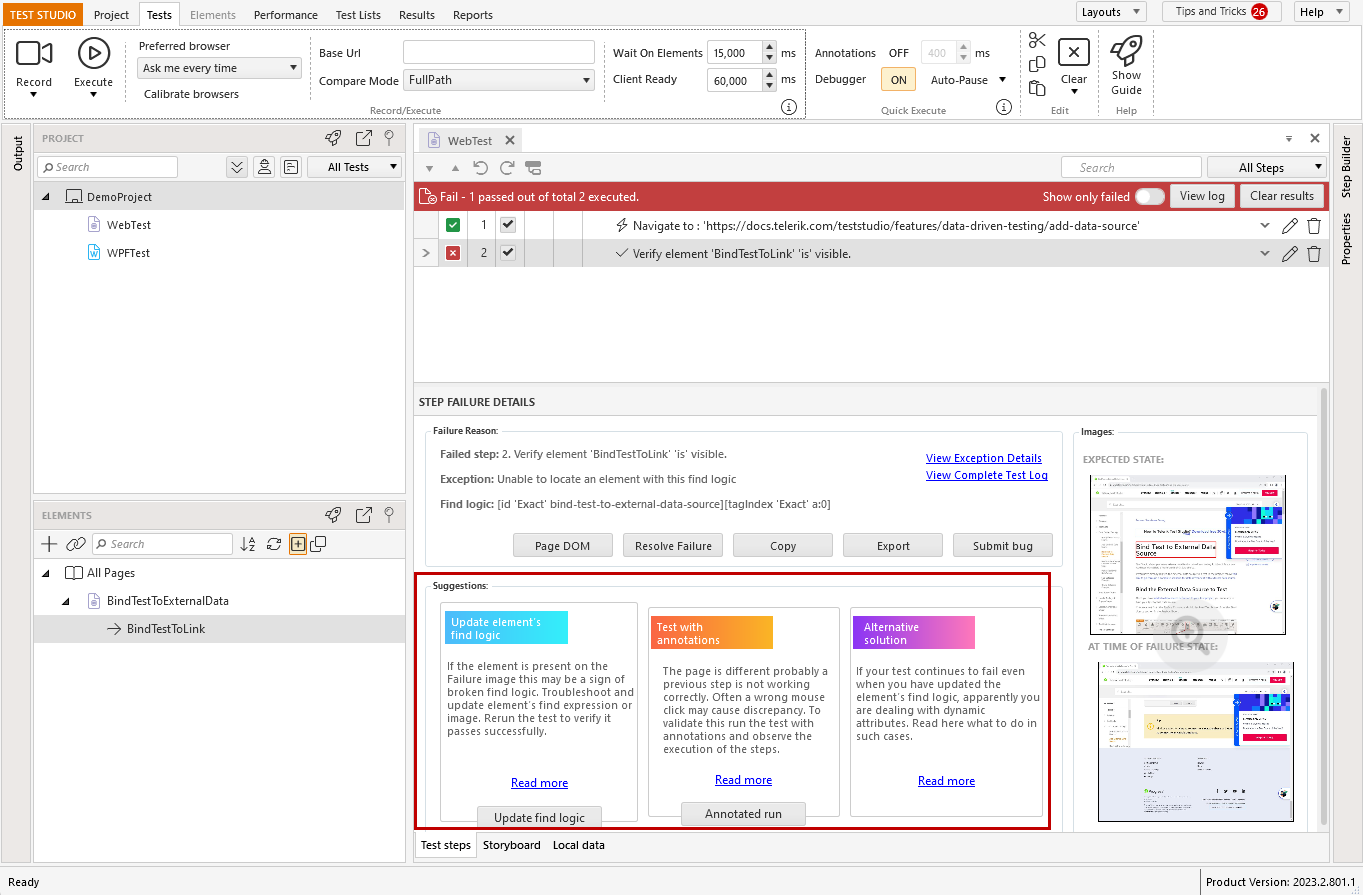 TEST STUDIO
Project
Tests
Elements
Performance
Test Lists
Results
Reports
Layouts
Tips and Tricks 26
Help
Record
Execute
Preferred browser
Ask me every time
Calibrate browsers
Base Url
Compare Mode FullPath
Record/Execute
Wait On Elements 15,000 ms
Client Ready 60,000 ms
Annotations OFF 400 ms
Debugger ON Auto-Pause
Quick Execute
Clear
Edit
Show
Guide
Help
Output
PROJECT
Search
All Tests
DemoProject
WebTest
WPFTest
ELEMENTS
Search
All Pages
BindTestToExternalData
BindTestToLink
WebTest
Search
All Steps
Fail - 1 passed out of total 2 executed.
Show only failed
View log
Clear results
1 Navigate to : 'https://docs.telerik.com/teststudio/features/data-driven-testing/add-data-source'
2 Verify element 'BindTestToLink' 'is' visible.
STEP FAILURE DETAILS
Failure Reason:
Failed step: 2. Verify element 'BindTestToLink' 'is' visible.
Exception: Unable to locate an element with this find logic
Find logic: [id 'Exact' bind-test-to-external-data-source][tagIndex 'Exact' a:0]
View Exception Details
View Complete Test Log
Page DOM
Resolve Failure
Copy
Export
Submit bug
Suggestions:
Update element's
find logic
If the element is present on the
Failure image this may be a sign of
broken find logic. Troubleshoot and
update element's find expression or
image. Rerun the test to verify it
passes successfully.
Read more
Update find logic
Test with
annotations
The page is different probably a
previous step is not working
correctly. Often a wrong mouse
click may cause discrepancy. To
validate this run the test with
annotations and observe the
execution of the steps.
Read more
Annotated run
Alternative
solution
If your test continues to fail even
when you have updated the
element's find logic, apparently you
are dealing with dynamic
attributes. Read here what to do in
such cases.
Read more
Images:
EXPECTED STATE:
Bind Test to External Data
Source
Bind the External Data Source to Test
AT TIME OF FAILURE STATE:
Test steps
Storyboard
Local data
Step Builder
Properties
Ready
Product Version: 2023.2.801.1